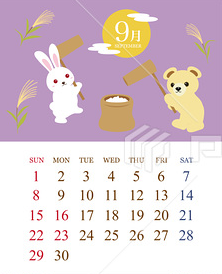 9月
SEPTEMBER
SUN MON TUE WED THU FRI SAT
1 2 3 4 5 6 7
8 9 10 11 12 13 14
15 16 17 18 19 20 21
22 23 24 25 26 27 28
29 30